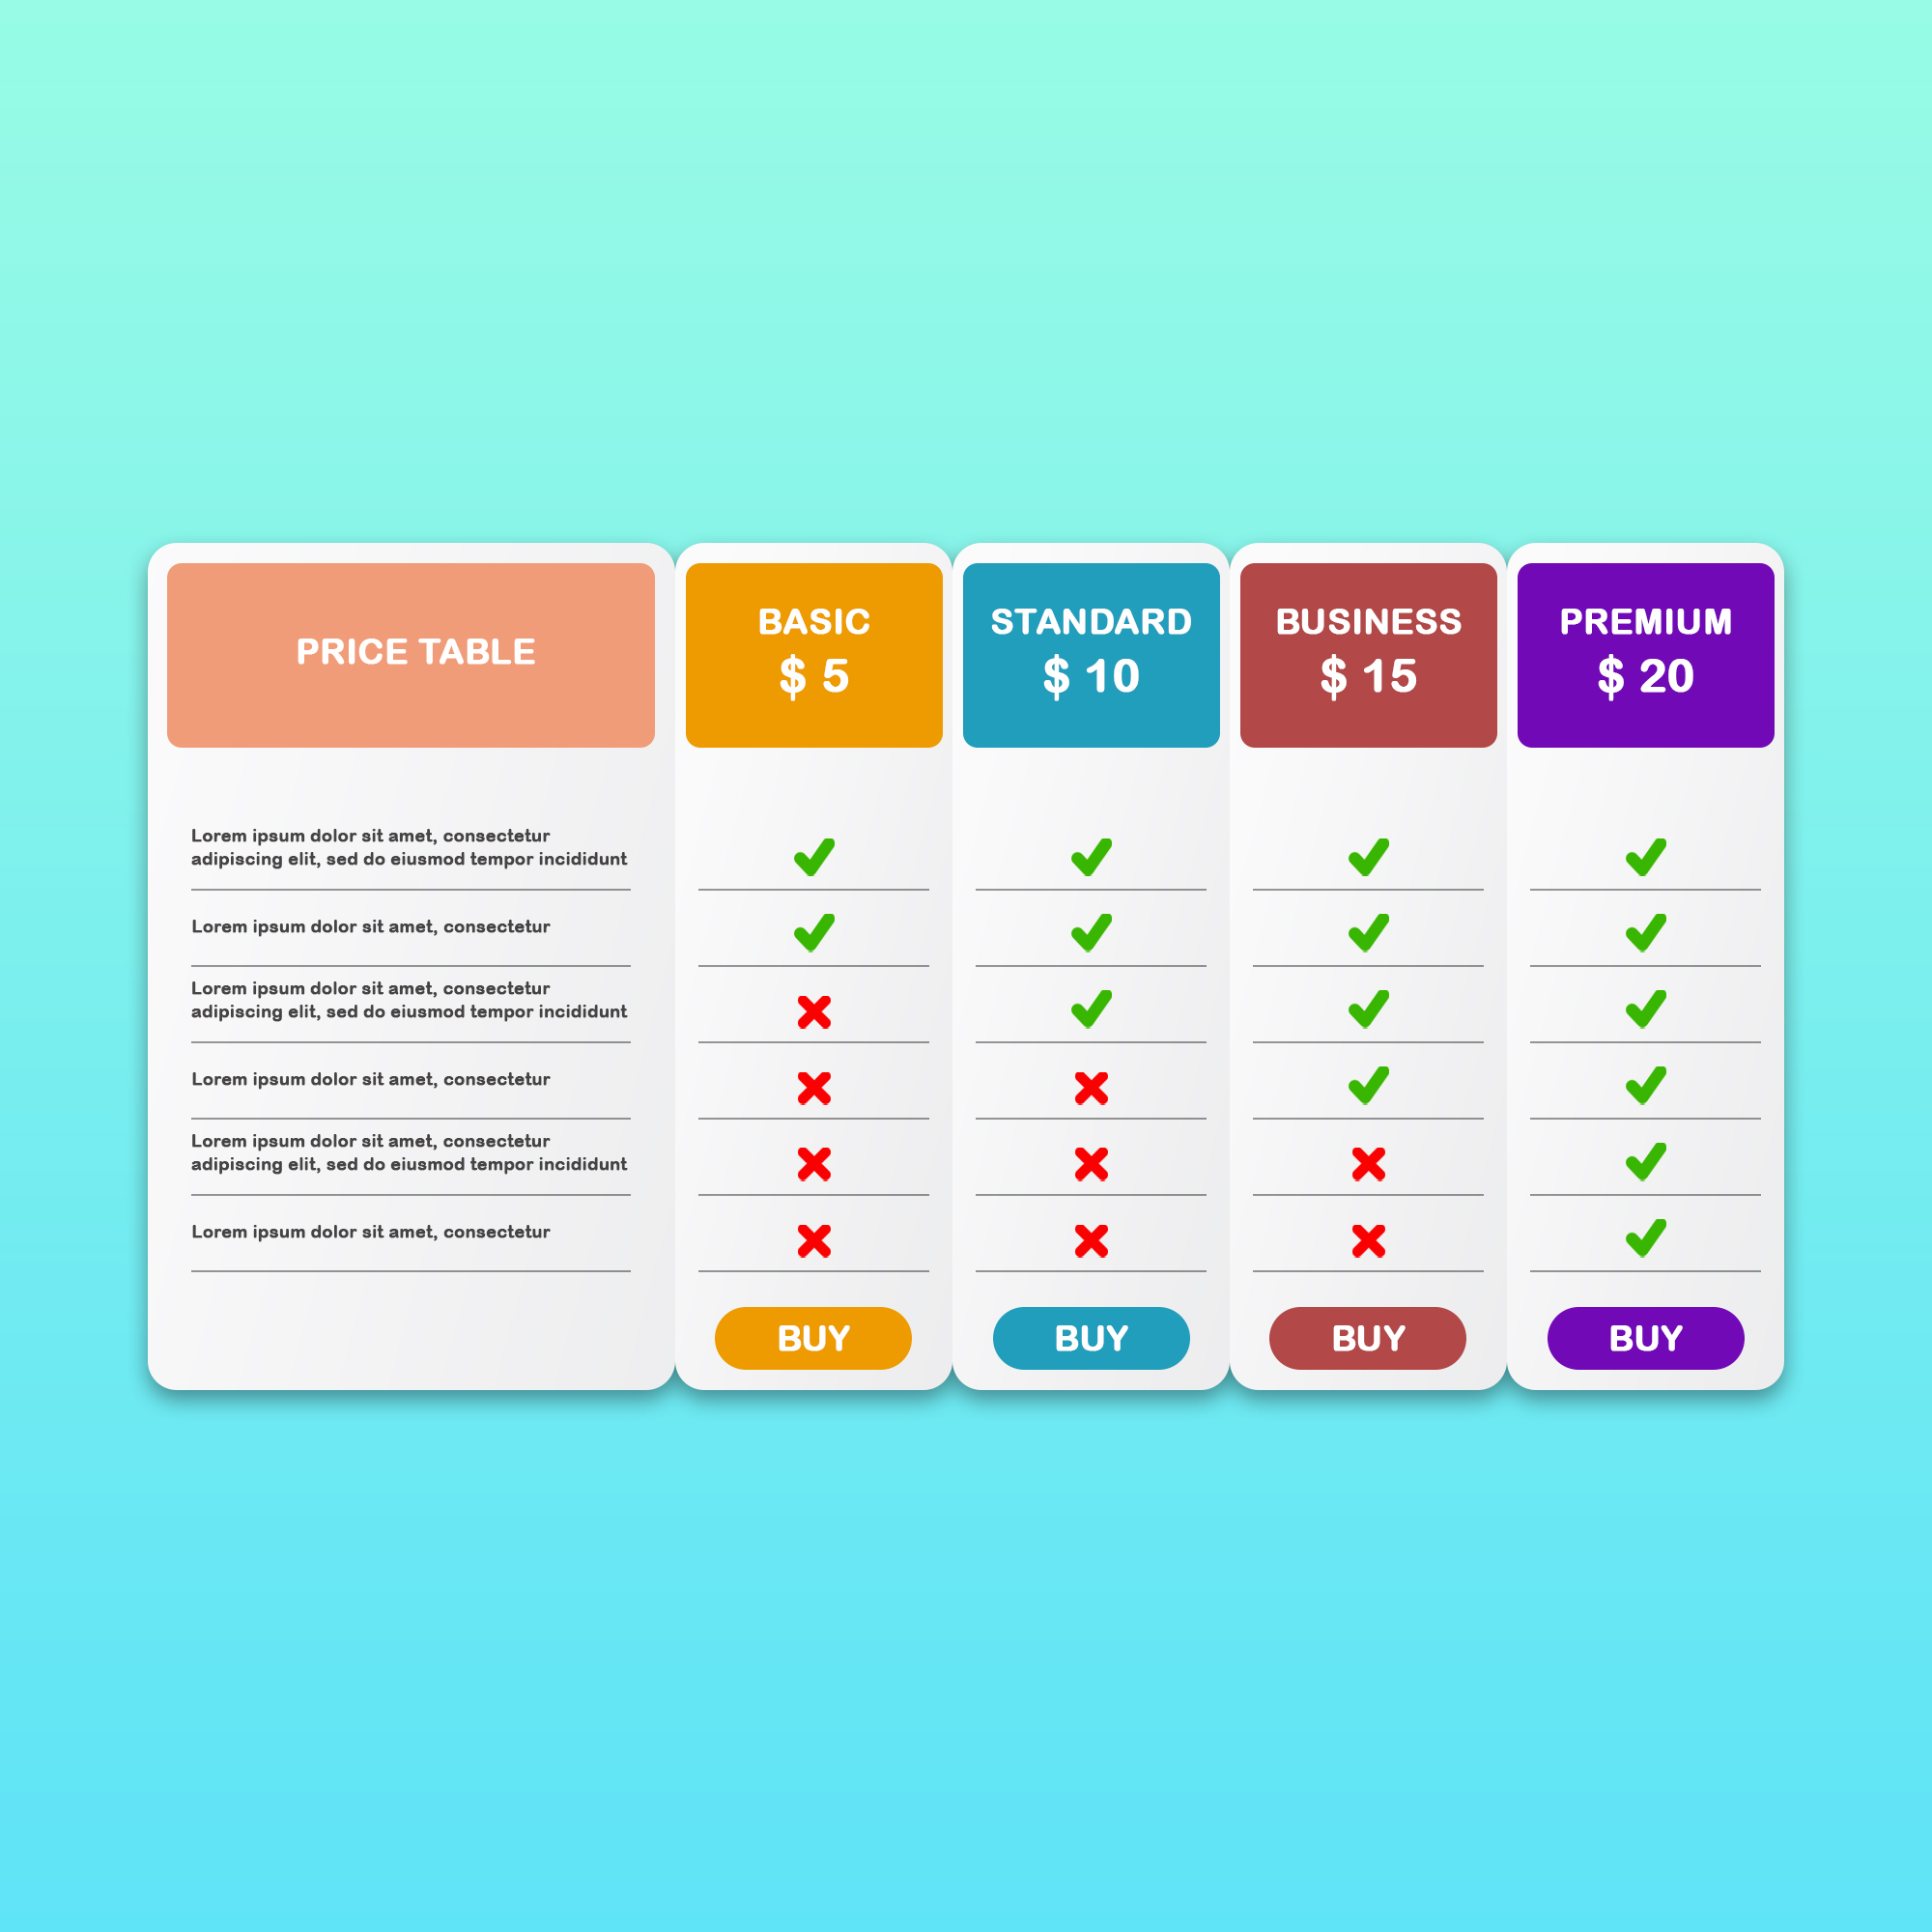 PRICE TABLE
BASIC
$ 5
STANDARD
$ 10
BUSINESS
$ 15
PREMIUM
$ 20
Lorem ipsum dolor sit amet, consectetur
adipiscing elit, sed do eiusmod tempor incididunt
Lorem ipsum dolor sit amet, consectetur
Lorem ipsum dolor sit amet, consectetur
adipiscing elit, sed do eiusmod tempor incididunt
Lorem ipsum dolor sit amet, consectetur
Lorem ipsum dolor sit amet, consectetur
adipiscing elit, sed do eiusmod tempor incididunt
Lorem ipsum dolor sit amet, consectetur
BUY
BUY
BUY
BUY